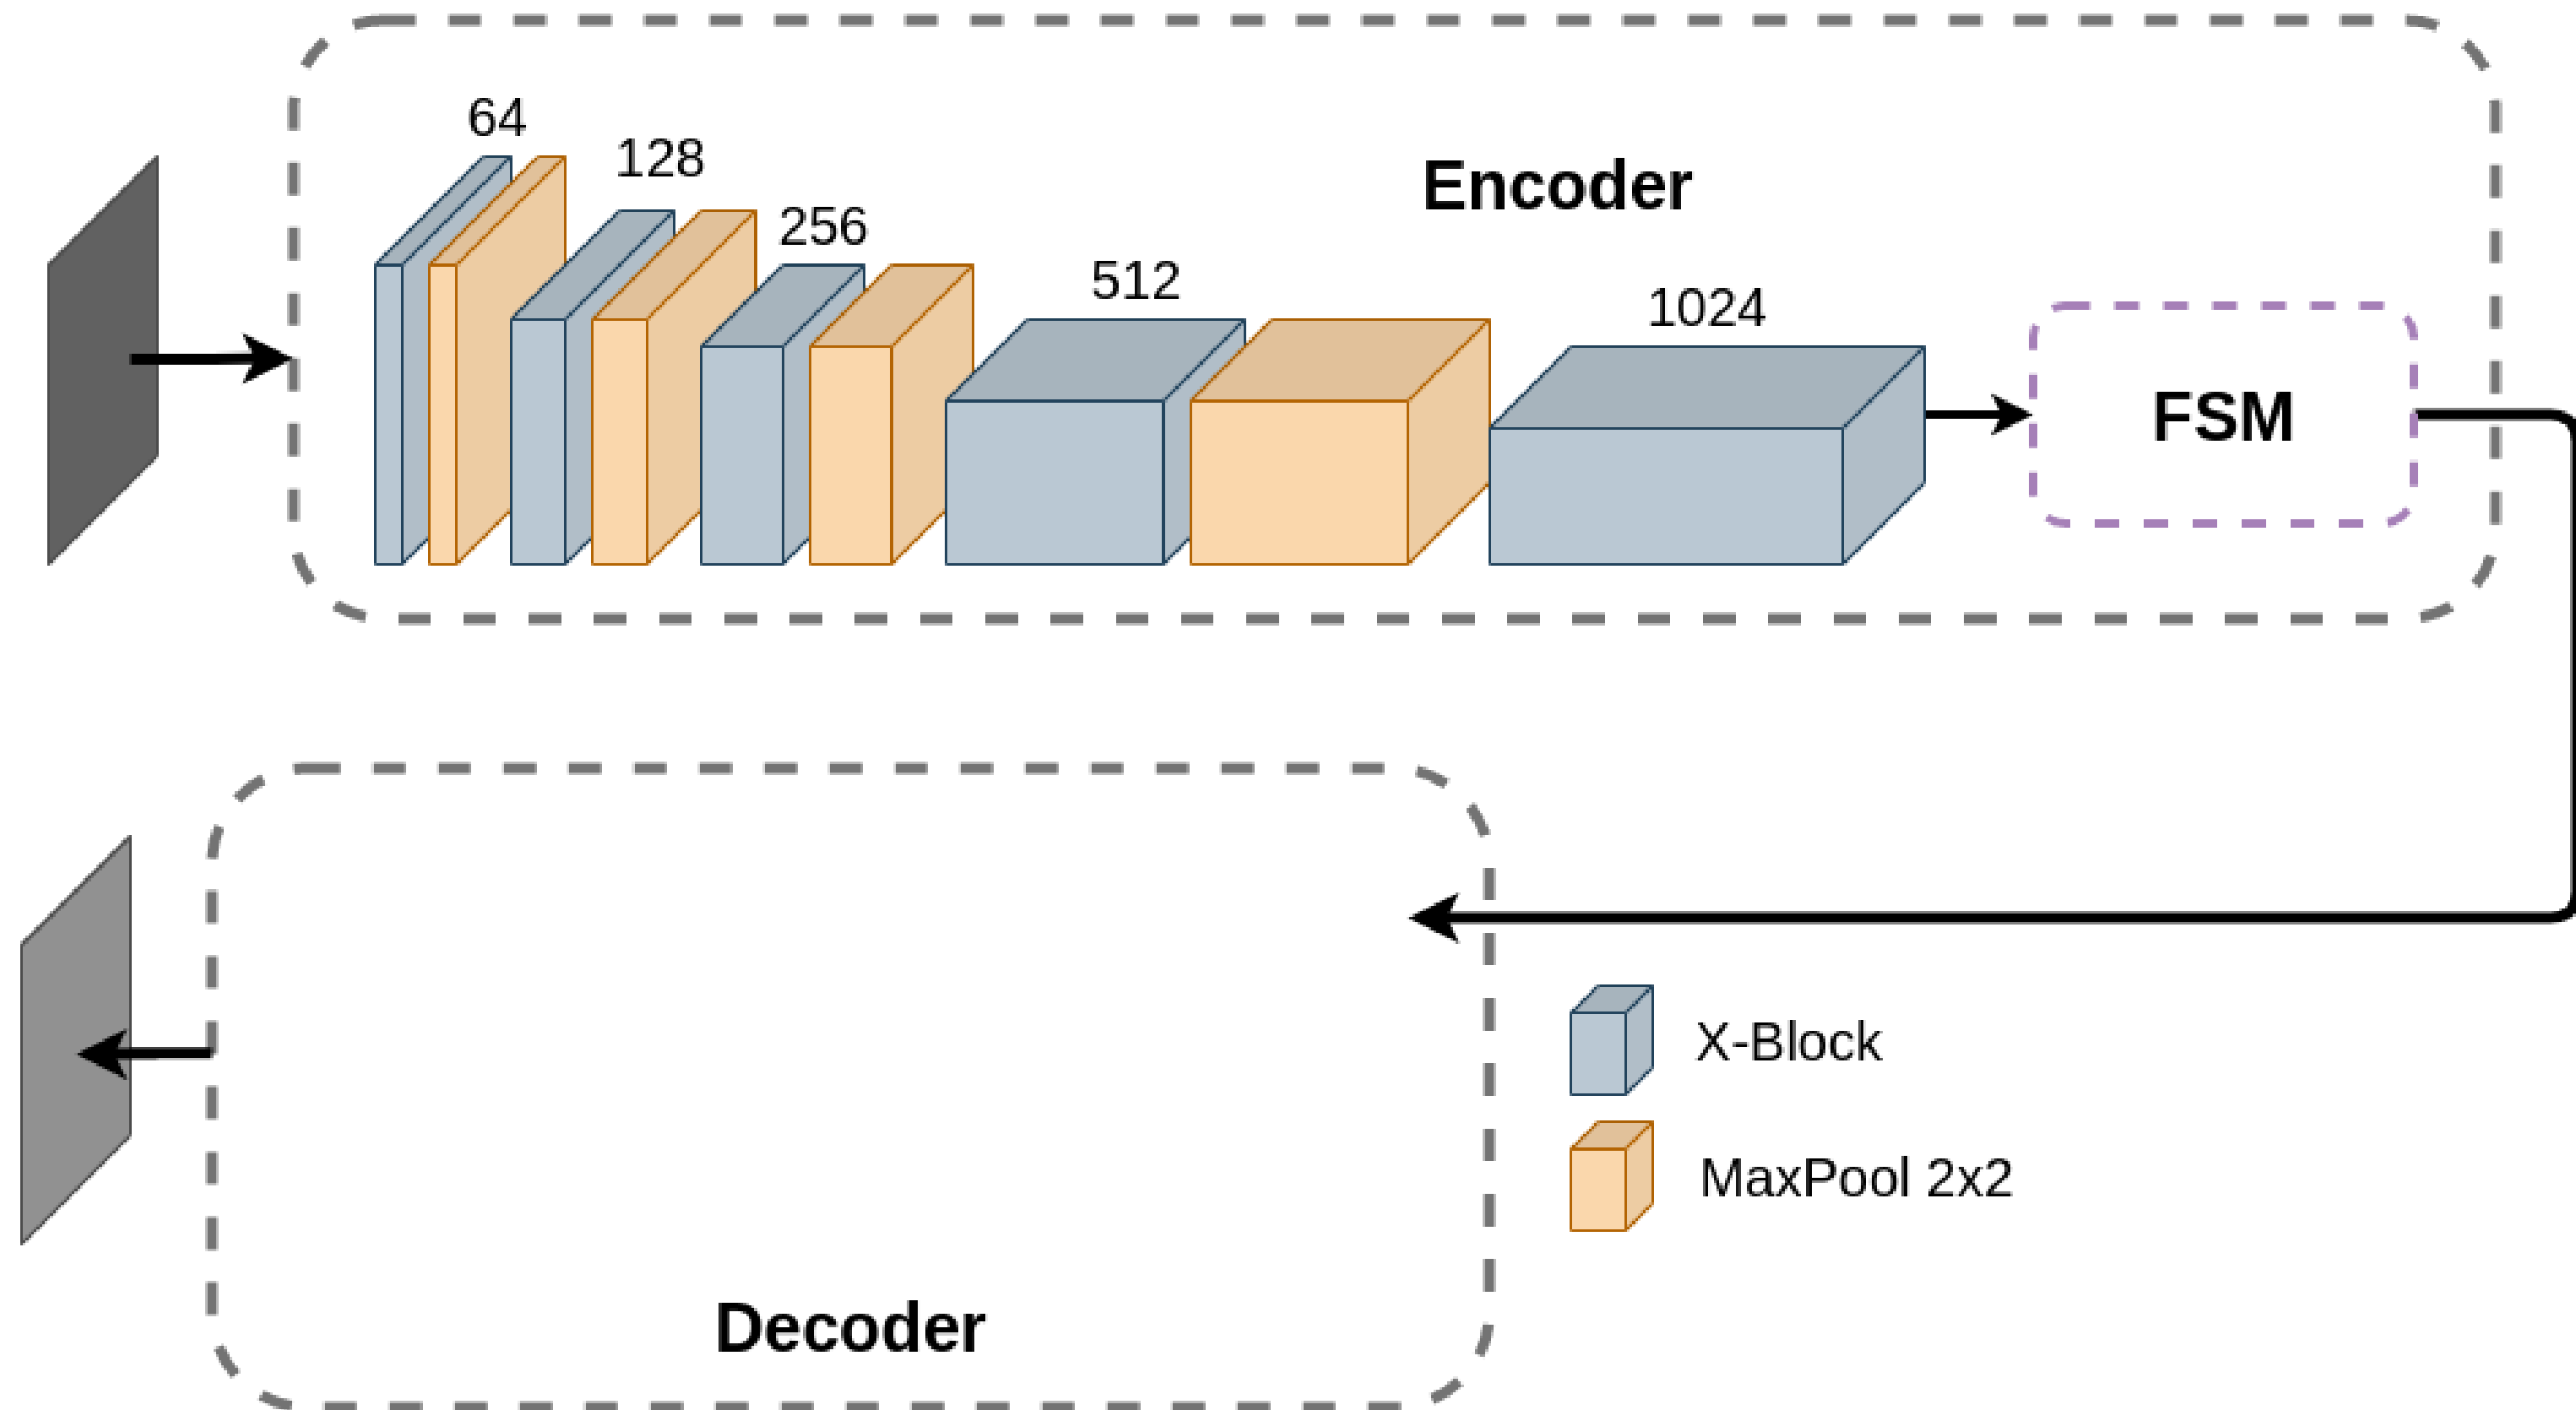 64
128
256
512
1024
Encoder
FSM
X-Block
MaxPool 2x2
Decoder